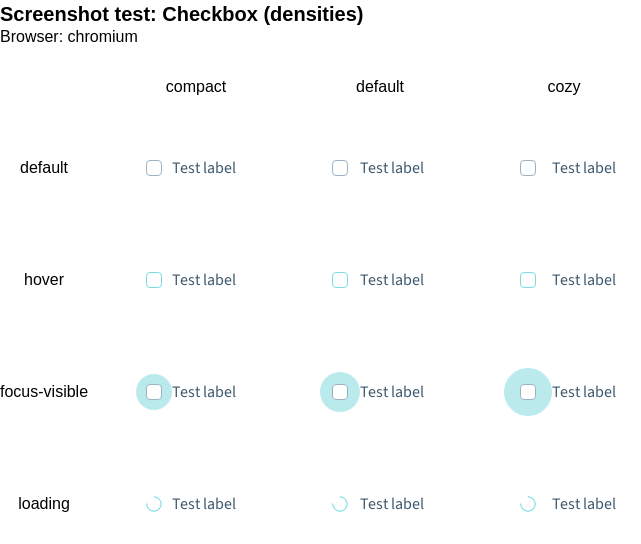 Screenshot test: Checkbox (densities)
Browser: chromium
compact default cozy
default Test label Test label Test label
hover Test label Test label Test label
focus-visible Test label Test label Test label
loading Test label Test label Test label